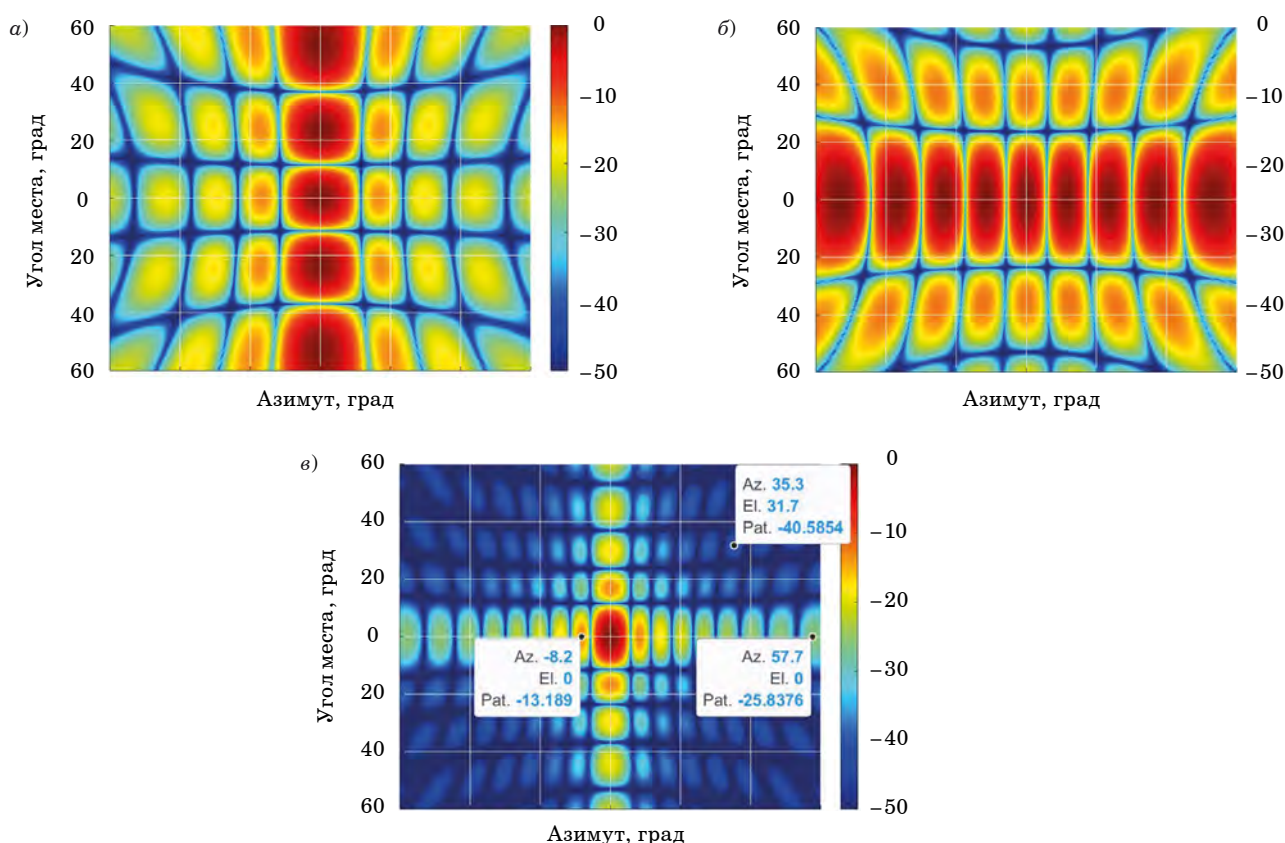 а)
60
40
20
0
20
40
60
Угол места, град
Азимут, град
0
−10
−20
−30
−40
−50
б)
60
40
20
0
20
40
60
Угол места, град
Азимут, град
0
−10
−20
−30
−40
−50
в)
60
40
20
0
20
40
60
Угол места, град
Az. 35.3
El. 31.7
Pat. -40.5854
Az. -8.2
El. 0
Pat. -13.189
Az. 57.7
El. 0
Pat. -25.8376
Азимут, град
0
−10
−20
−30
−40
−50